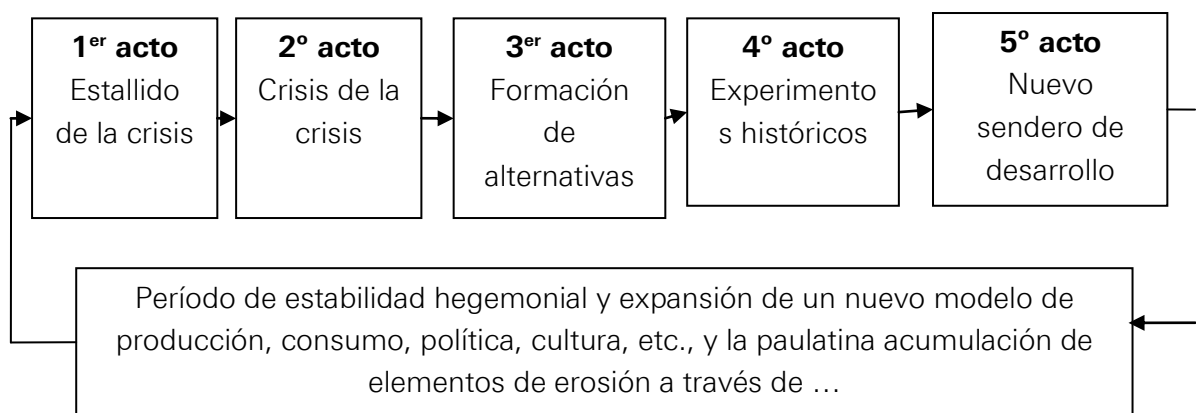 1er acto
Estallido
de la crisis
2º acto
Crisis de la
crisis
3er acto
Formación
de
alternativas
4º acto
Experimento
s históricos
5º acto
Nuevo
sendero de
desarrollo
Período de estabilidad hegemonial y expansión de un nuevo modelo de
producción, consumo, política, cultura, etc., y la paulatina acumulación de
elementos de erosión a través de …